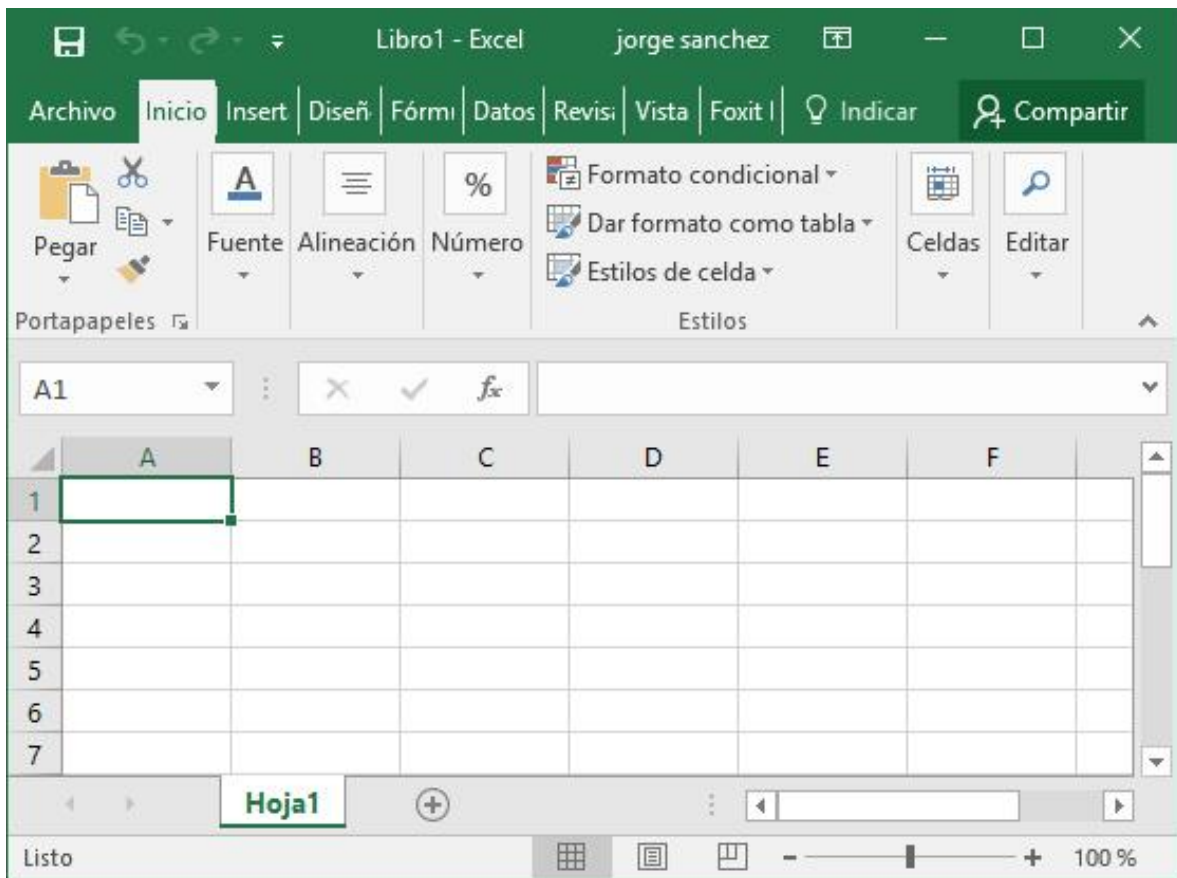 Libro1 - Excel jorge sanchez
Archivo Inicio Insert Diseñ Fórmu Datos Revisi Vista Foxit Indicar Compartir
Formato condicional
Dar formato como tabla
Pegar Fuente Alineación % Número Celdas Editar
Estilos de celda
Portapapeles Estilos
A1 fx
A B C D E F
1
2
3
4
5
6
7
Hoja1
Listo 100 %